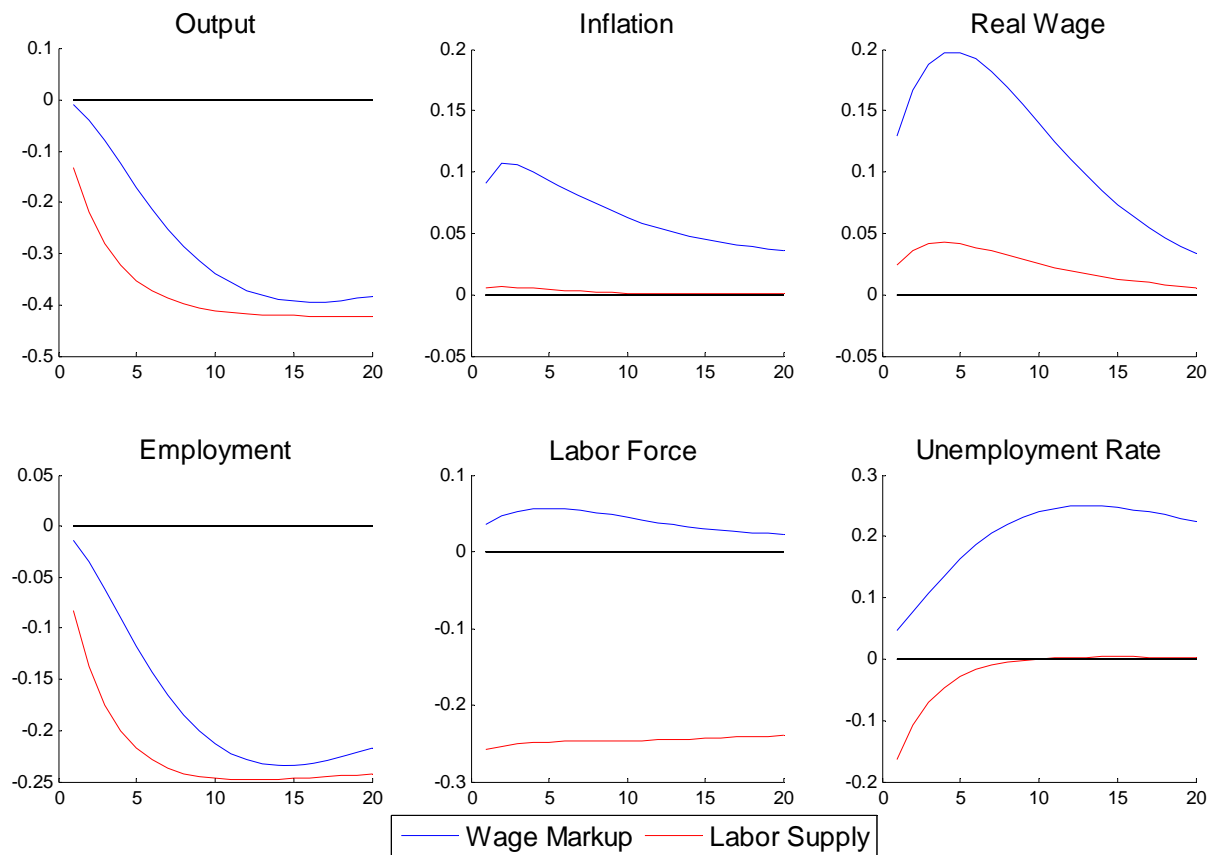 Output
Inflation
Real Wage
0.1
0
-0.1
-0.2
-0.3
-0.4
-0.5
0 5 10 15 20
0.2
0.15
0.1
0.05
0
-0.05
0 5 10 15 20
0.2
0.15
0.1
0.05
0
-0.05
0 5 10 15 20
Employment
Labor Force
Unemployment Rate
0.05
0
-0.05
-0.1
-0.15
-0.2
-0.25
0 5 10 15 20
0.1
0
-0.1
-0.2
-0.3
0 5 10 15 20
0.3
0.2
0.1
0
-0.1
-0.2
0 5 10 15 20
Wage Markup
Labor Supply